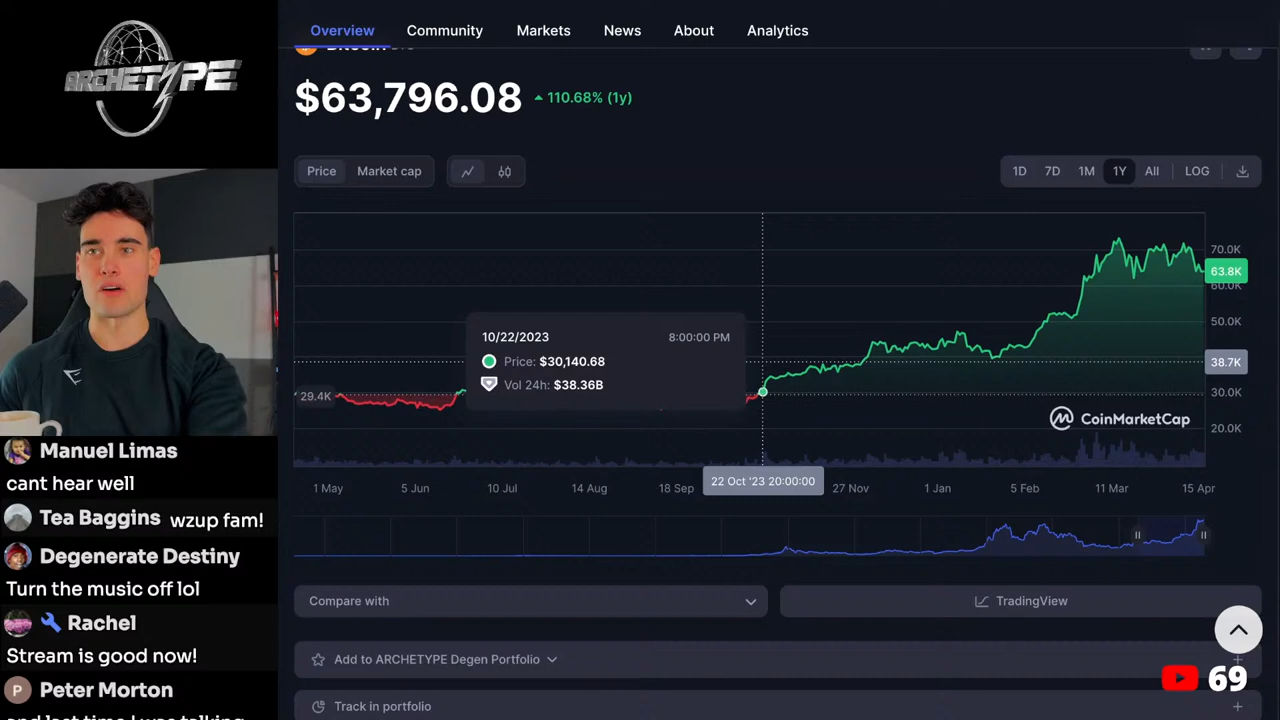 ARCHETYPE
Overview Community Markets News About Analytics
$63,796.08 110.68% (1y)
Price Market cap 1D 7D 1M 1Y All LOG
70.0K
63.8K
60.0K
50.0K
38.7K
30.0K
20.0K
10/22/2023 8:00:00 PM
Price: $30,140.68
Vol 24h: $38.36B
29.4K
CoinMarketCap
22 Oct '23 20:00:00
1 May 5 Jun 10 Jul 14 Aug 18 Sep 27 Nov 1 Jan 5 Feb 11 Mar 15 Apr
Compare with
TradingView
Add to ARCHETYPE Degen Portfolio
Track in portfolio
69
Manuel Limas
cant hear well
Tea Baggins wzup fam!
Degenerate Destiny
Turn the music off lol
Rachel
Stream is good now!
P Peter Morton
and last time I was talking